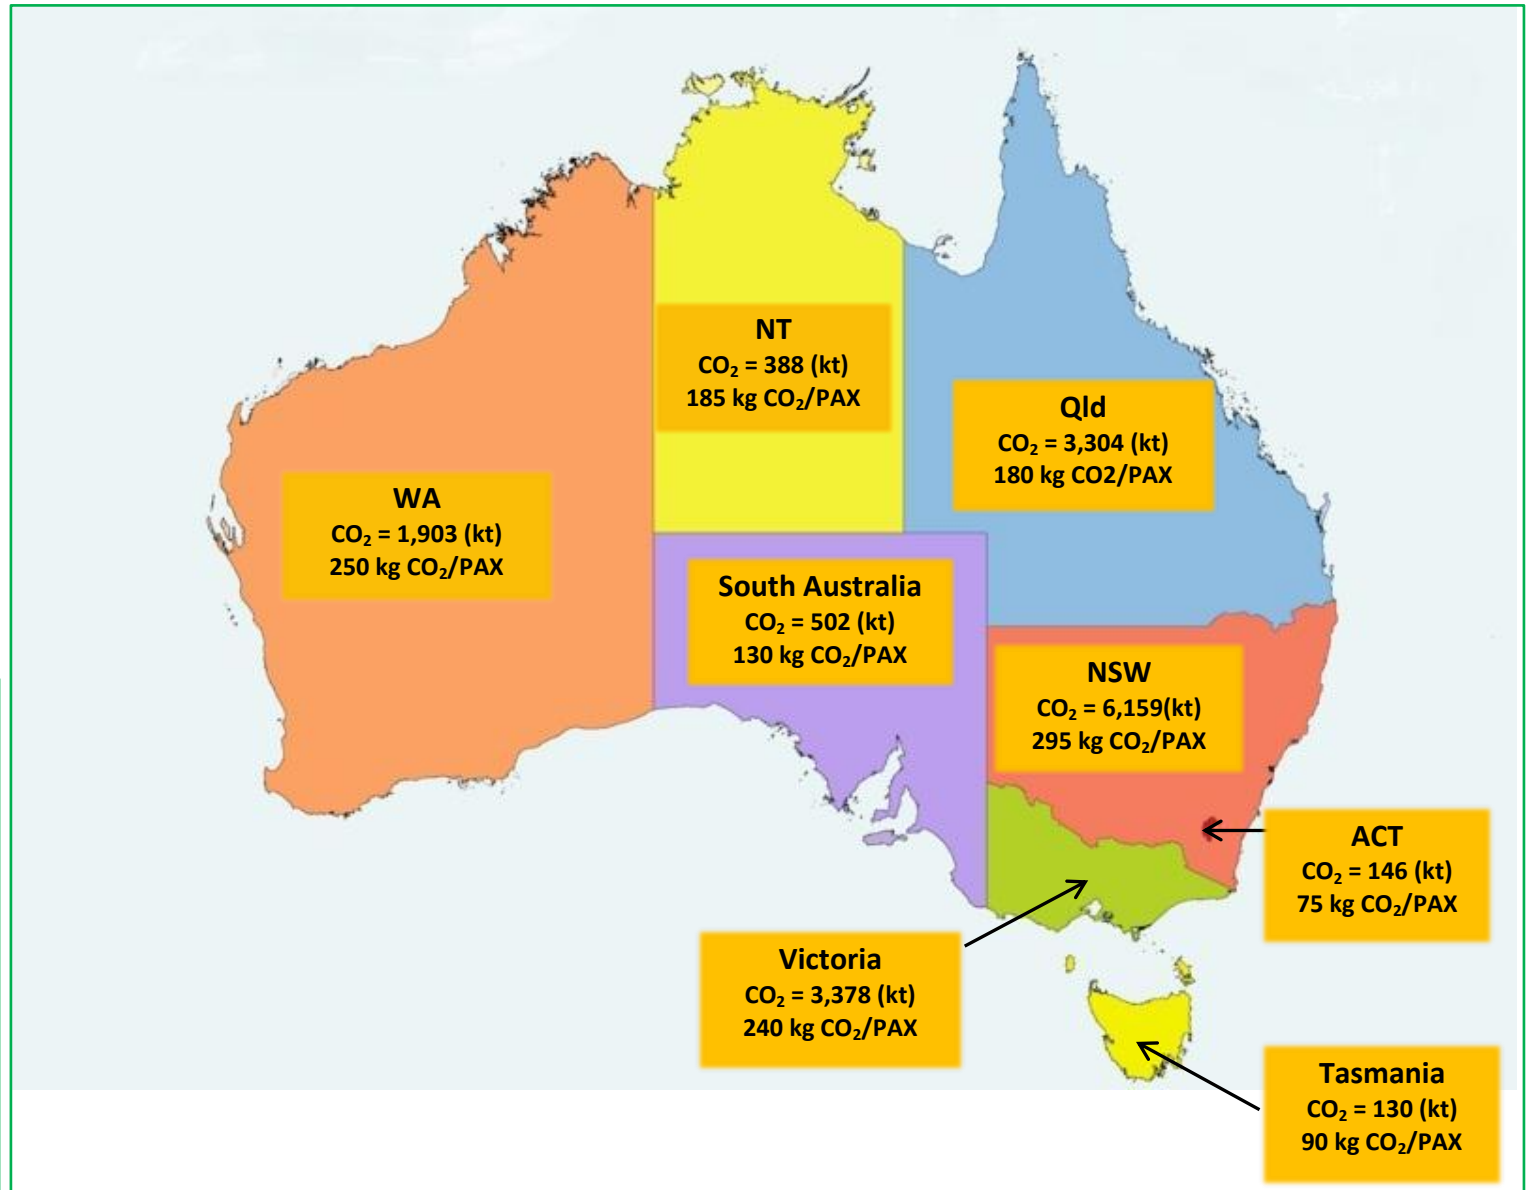 NT
CO₂ = 388 (kt)
185 kg CO₂/PAX
Qld
CO₂ = 3,304 (kt)
180 kg CO2/PAX
WA
CO₂ = 1,903 (kt)
250 kg CO₂/PAX
South Australia
CO₂ = 502 (kt)
130 kg CO₂/PAX
NSW
CO₂ = 6,159(kt)
295 kg CO₂/PAX
ACT
CO₂ = 146 (kt)
75 kg CO₂/PAX
Victoria
CO₂ = 3,378 (kt)
240 kg CO₂/PAX
Tasmania
CO₂ = 130 (kt)
90 kg CO₂/PAX